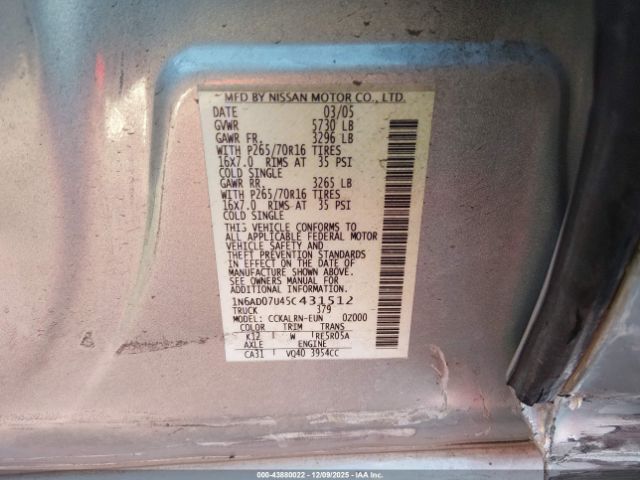 MFD BY NISSAN MOTOR CO., LTD.
DATE 03/05
GVWR 5730 LB
GAWR FR. 3296 LB
WITH P265/70R16 TIRES
16X7.0 RIMS AT 35 PSI
COLD SINGLE
GAWR RR. 3265 LB
WITH P265/70R16 TIRES
16X7.0 RIMS AT 35 PSI
COLD SINGLE
THIS VEHICLE CONFORMS TO
ALL APPLICABLE FEDERAL MOTOR
VEHICLE SAFETY AND
THEFT PREVENTION STANDARDS
IN EFFECT ON THE DATE OF
MANUFACTURE SHOWN ABOVE.
SEE OWNERS MANUAL FOR
ADDITIONAL INFORMATION.
1N6AD07U45C431512
TRUCK 379
MODEL: CCKALRN-EUN 0Z000
COLOR TRIM TRANS
K12 W RE5R05A
AXLE ENGINE
CA31 VQ40 3954CC
000-43880022 - 12/09/2025 - IAA Inc.